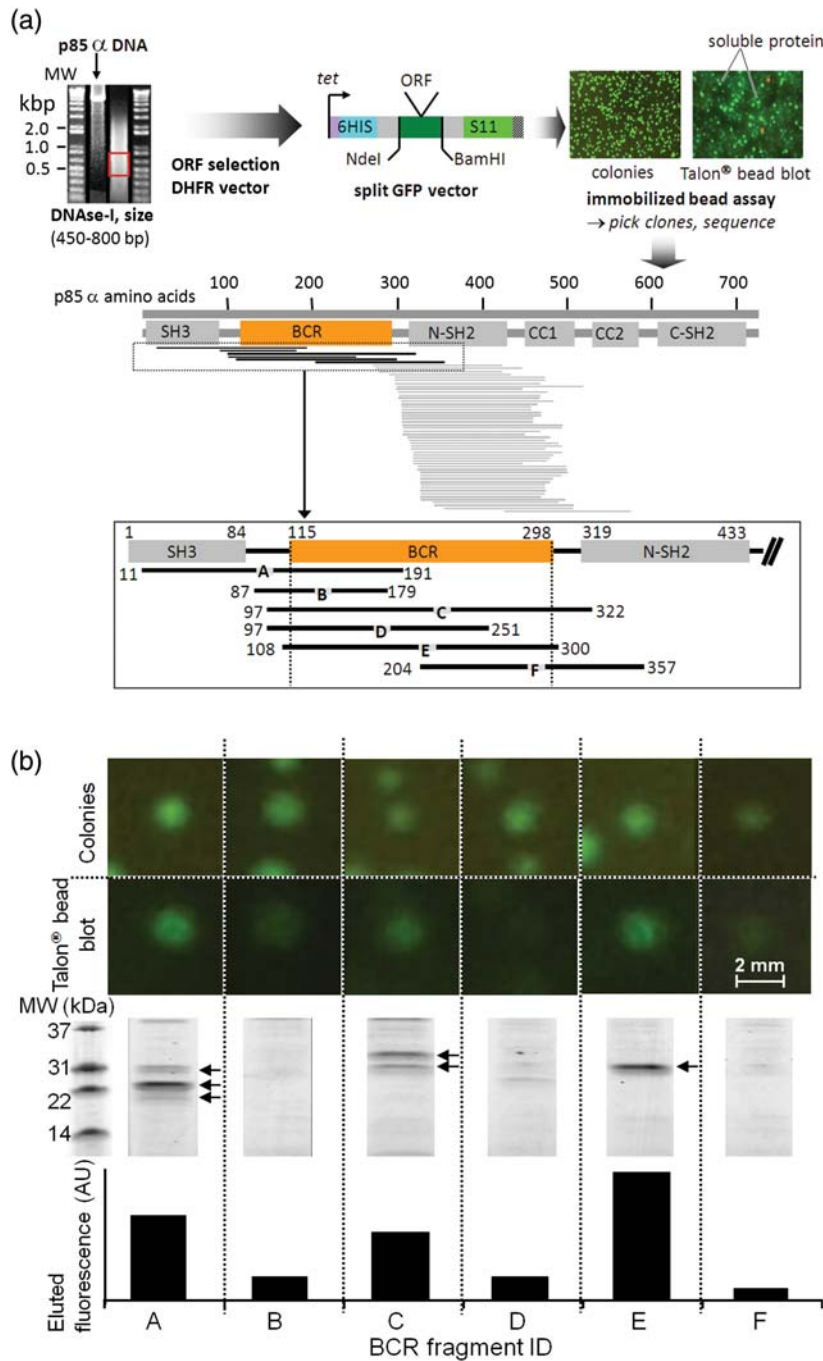 (a)
p85 α DNA
MW
kbp
2.0
1.0
0.5
DNAse-I, size
(450-800 bp)
ORF selection
DHFR vector
tet
ORF
6HIS
S11
NdeI
BamHI
split GFP vector
soluble protein
colonies
Talon® bead blot
immobilized bead assay
→ pick clones, sequence
p85 α amino acids
100 200 300 400 500 600 700
SH3 BCR N-SH2 CC1 CC2 C-SH2
1 84 115 298 319 433
SH3 BCR N-SH2
11 A 191
87 B 179
97 C 322
97 D 251
108 E 300
204 F 357
(b)
Colonies
Talon® bead
blot
2 mm
MW (kDa)
37
31
22
14
Eluted
fluorescence (AU)
A B C D E F
BCR fragment ID